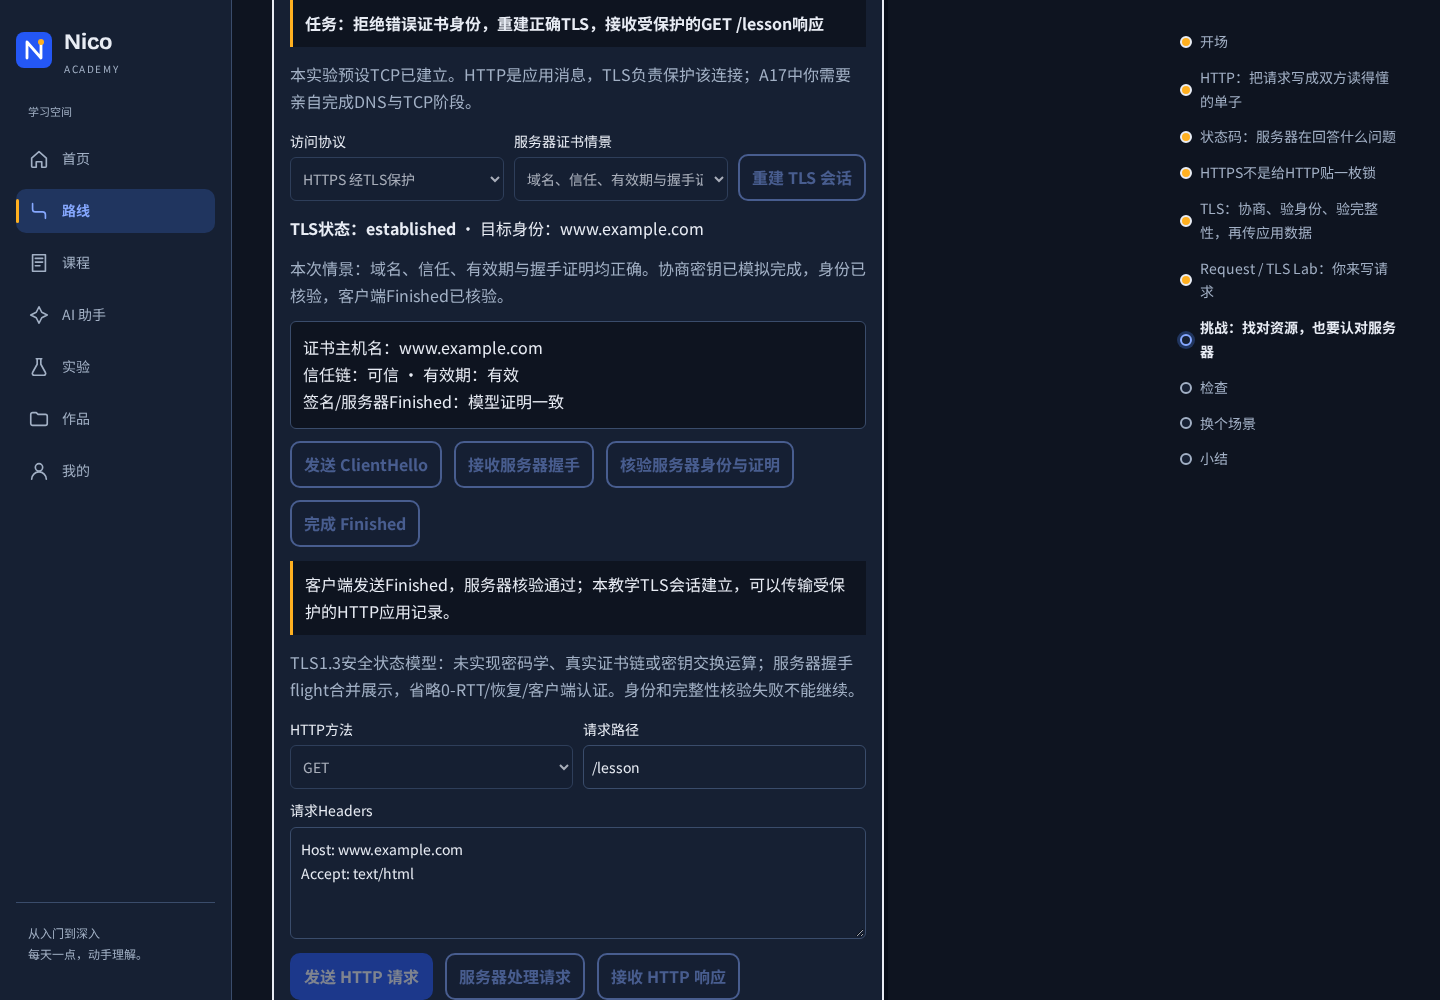 Nico
ACADEMY
学习空间
首页
路线
课程
AI 助手
实验
作品
我的
从入门到深入
每天一点，动手理解。
任务：拒绝错误证书身份，重建正确TLS，接收受保护的GET /lesson响应
本实验预设TCP已建立。HTTP是应用消息，TLS负责保护该连接；A17中你需要
亲自完成DNS与TCP阶段。
访问协议
服务器证书情景
HTTPS 经TLS保护
域名、信任、有效期与握手证
重建 TLS 会话
TLS状态：established · 目标身份：www.example.com
本次情景：域名、信任、有效期与握手证明均正确。协商密钥已模拟完成，身份已
核验，客户端Finished已核验。
证书主机名：www.example.com
信任链：可信 · 有效期：有效
签名/服务器Finished：模型证明一致
发送 ClientHello
接收服务器握手
核验服务器身份与证明
完成 Finished
客户端发送Finished，服务器核验通过；本教学TLS会话建立，可以传输受保
护的HTTP应用记录。
TLS1.3安全状态模型：未实现密码学、真实证书链或密钥交换运算；服务器握手
flight合并展示，省略0-RTT/恢复/客户端认证。身份和完整性核验失败不能继续。
HTTP方法
请求路径
GET
/lesson
请求Headers
Host: www.example.com
Accept: text/html
发送 HTTP 请求
服务器处理请求
接收 HTTP 响应
开场
HTTP：把请求写成双方读得懂
的单子
状态码：服务器在回答什么问题
HTTPS不是给HTTP贴一枚锁
TLS：协商、验身份、验完整
性，再传应用数据
Request / TLS Lab：你来写请
求
挑战：找对资源，也要认对服务
器
检查
换个场景
小结